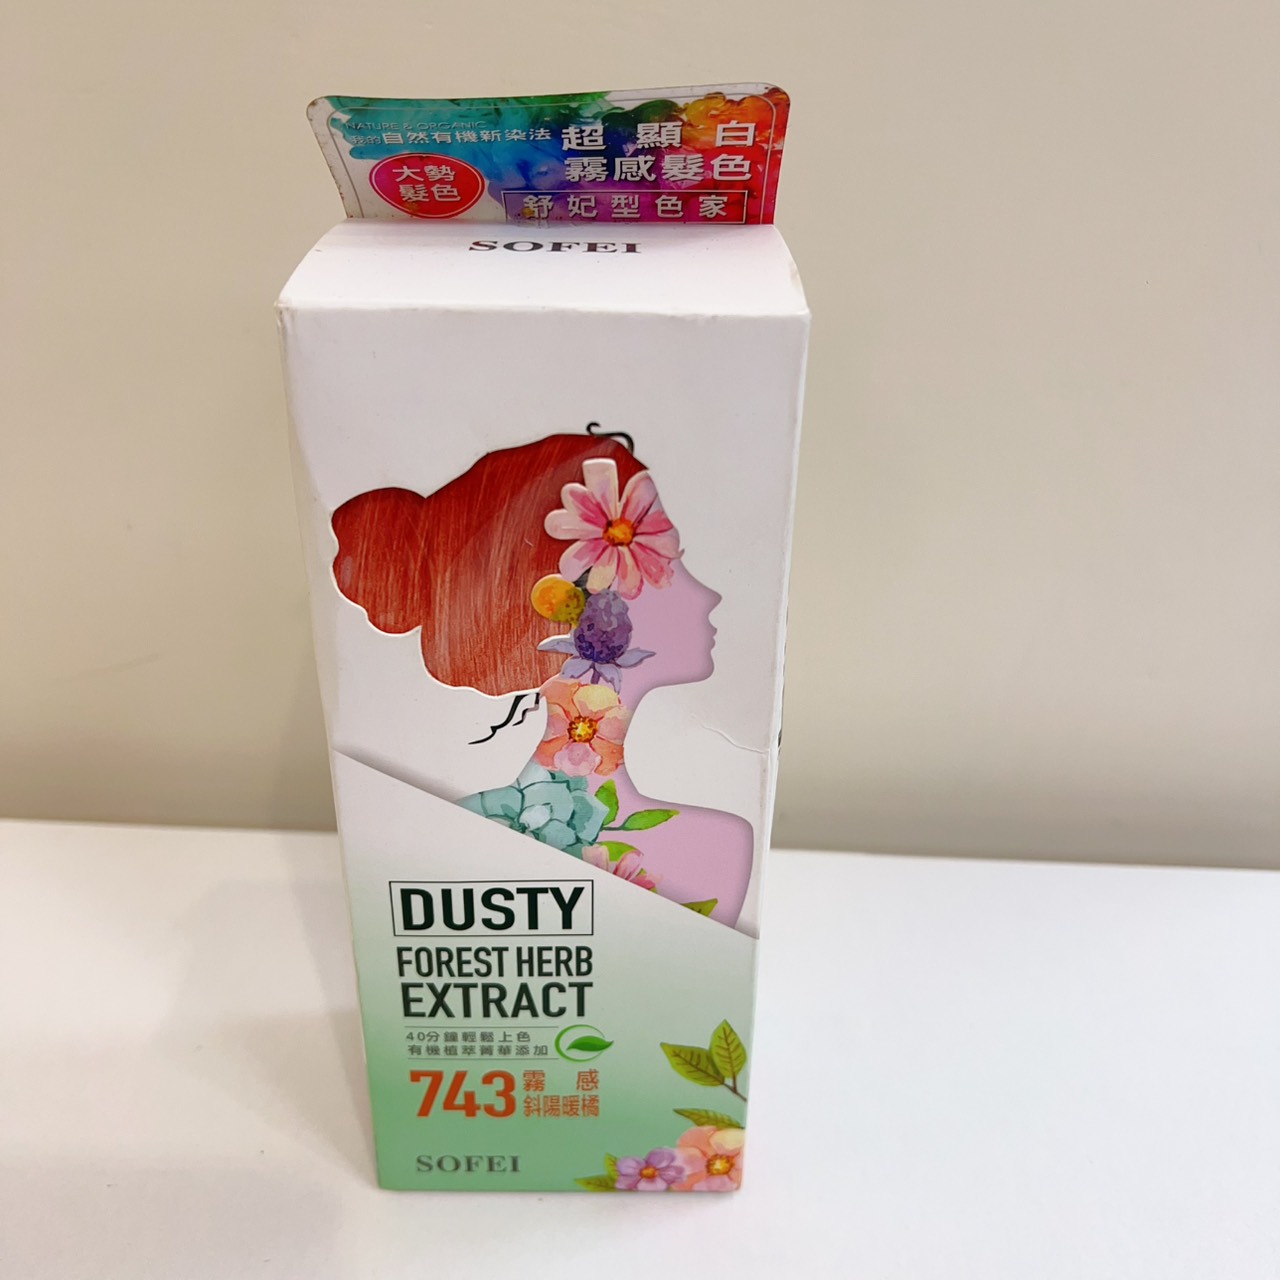 NATURE & ORGANIC
我的自然有機新染法
超顯白
霧感髮色
大勢
髮色
舒妃型色家
SOFEI
DUSTY
FOREST HERB
EXTRACT
40分鐘輕鬆上色
有機植萃菁華添加
743 霧感
斜陽暖橘
SOFEI